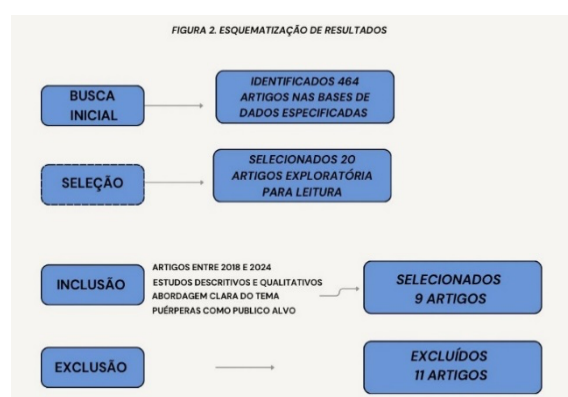 FIGURA 2. ESQUEMATIZAÇÃO DE RESULTADOS
BUSCA
INICIAL
IDENTIFICADOS 464
ARTIGOS NAS BASES DE
DADOS ESPECIFICADAS
SELEÇÃO
SELECIONADOS 20
ARTIGOS EXPLORATÓRIA
PARA LEITURA
INCLUSÃO
ARTIGOS ENTRE 2018 E 2024
ESTUDOS DESCRITIVOS E QUALITATIVOS
ABORDAGEM CLARA DO TEMA
PUÉRPERAS COMO PUBLICO ALVO
SELECIONADOS
9 ARTIGOS
EXCLUSÃO
EXCLUÍDOS
11 ARTIGOS